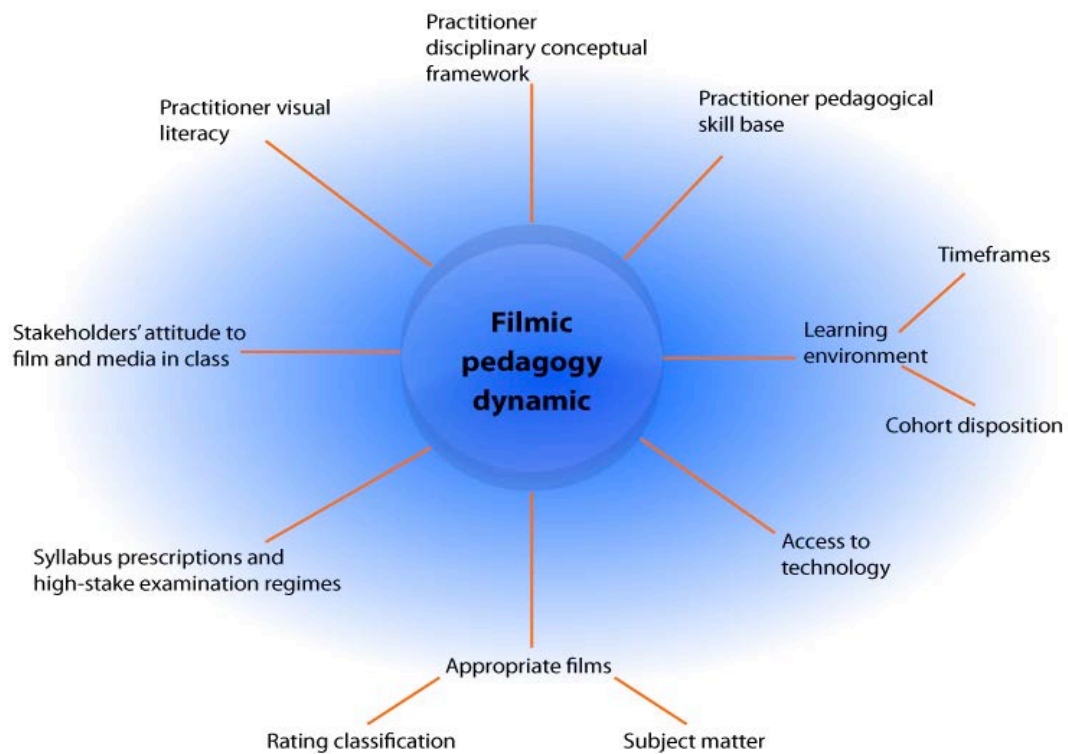 Practitioner
disciplinary conceptual
framework
Practitioner visual
literacy
Practitioner pedagogical
skill base
Timeframes
Filmic
pedagogy
dynamic
Stakeholders' attitude to
film and media in class
Learning
environment
Cohort disposition
Syllabus prescriptions and
high-stake examination regimes
Access to
technology
Appropriate films
Rating classification
Subject matter